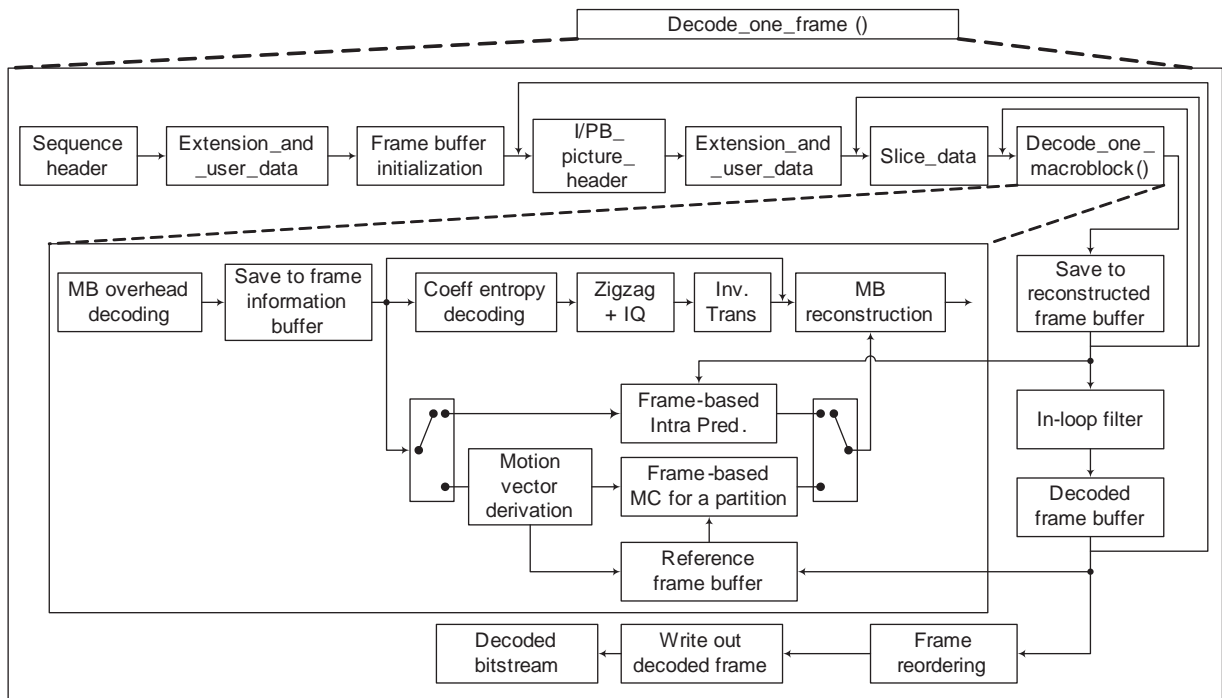 Decode_one_frame ()
Sequence
header
Extension_and
_user_data
Frame buffer
initialization
I/PB_
picture_
header
Extension_and
_user_data
Slice_data
Decode_one_
macroblock()
MB overhead
decoding
Save to frame
information
buffer
Coeff entropy
decoding
Zigzag
+ IQ
Inv.
Trans
MB
reconstruction
Save to
reconstructed
frame buffer
Frame-based
Intra Pred.
In-loop filter
Motion
vector
derivation
Frame-based
MC for a partition
Decoded
frame buffer
Reference
frame buffer
Decoded
bitstream
Write out
decoded frame
Frame
reordering